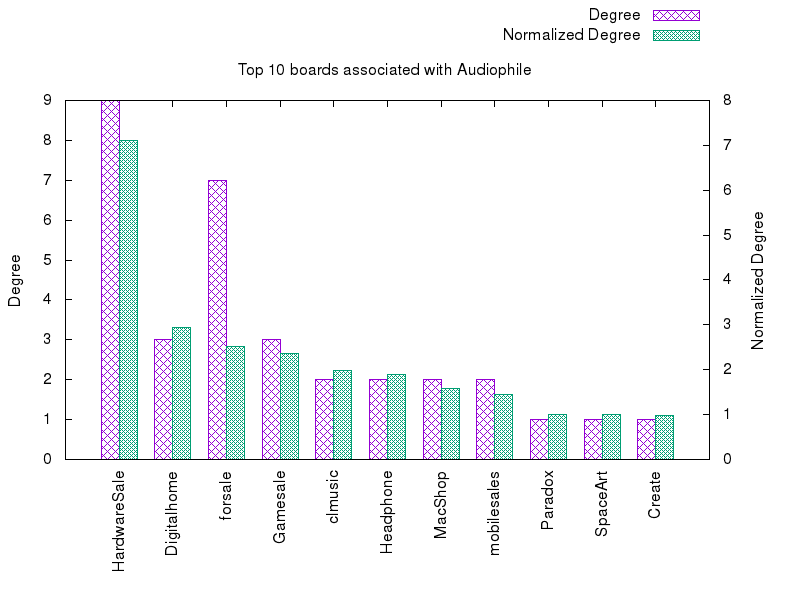 Degree
Normalized Degree
Top 10 boards associated with Audiophile
9
8
7
6
5
4
3
2
1
0
Degree
8
7
6
5
4
3
2
1
0
Normalized Degree
HardwareSale
Digitalhome
forsale
Gamesale
clmusic
Headphone
MacShop
mobilesales
Paradox
SpaceArt
Create